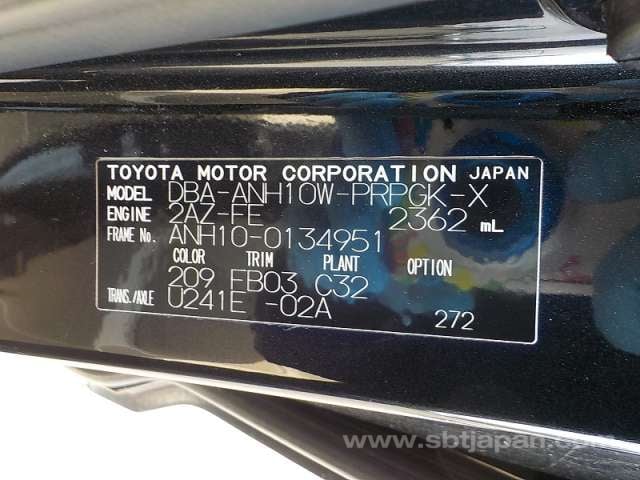 TOYOTA MOTOR CORPORATION JAPAN
MODEL DBA-ANH10W-PRPGK-X
ENGINE 2AZ-FE 2362 mL
FRAME No. ANH10-0134951
COLOR TRIM PLANT OPTION
209 FB03 C32
TRANS./AXLE U241E -02A 272
www.sbtjapan.com